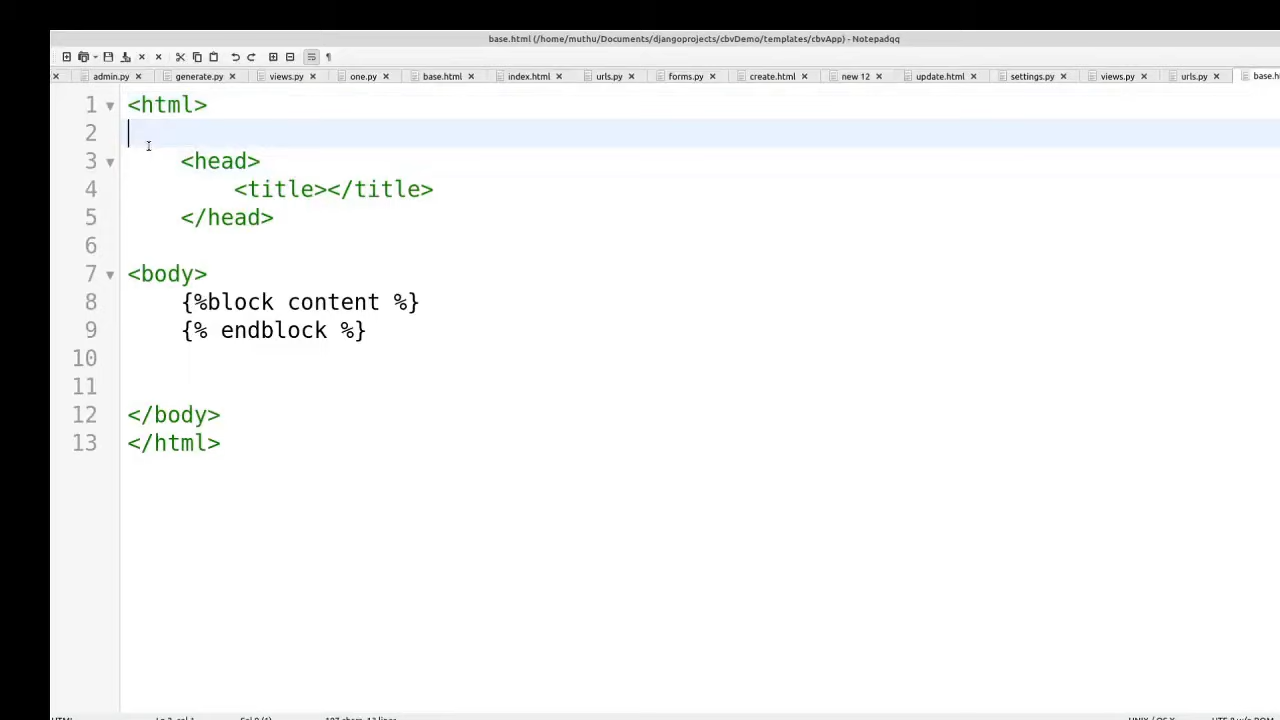 base.html (/home/muthu/Documents/djangoprojects/cbvDemo/templates/cbvApp) - Notepadqq
admin.py generate.py views.py one.py base.html index.html urls.py forms.py create.html new 12 update.html settings.py views.py urls.py
1 <html>
2
3 <head>
4 <title></title>
5 </head>
6
7 <body>
8 {%block content %}
9 {% endblock %}
10
11
12 </body>
13 </html>